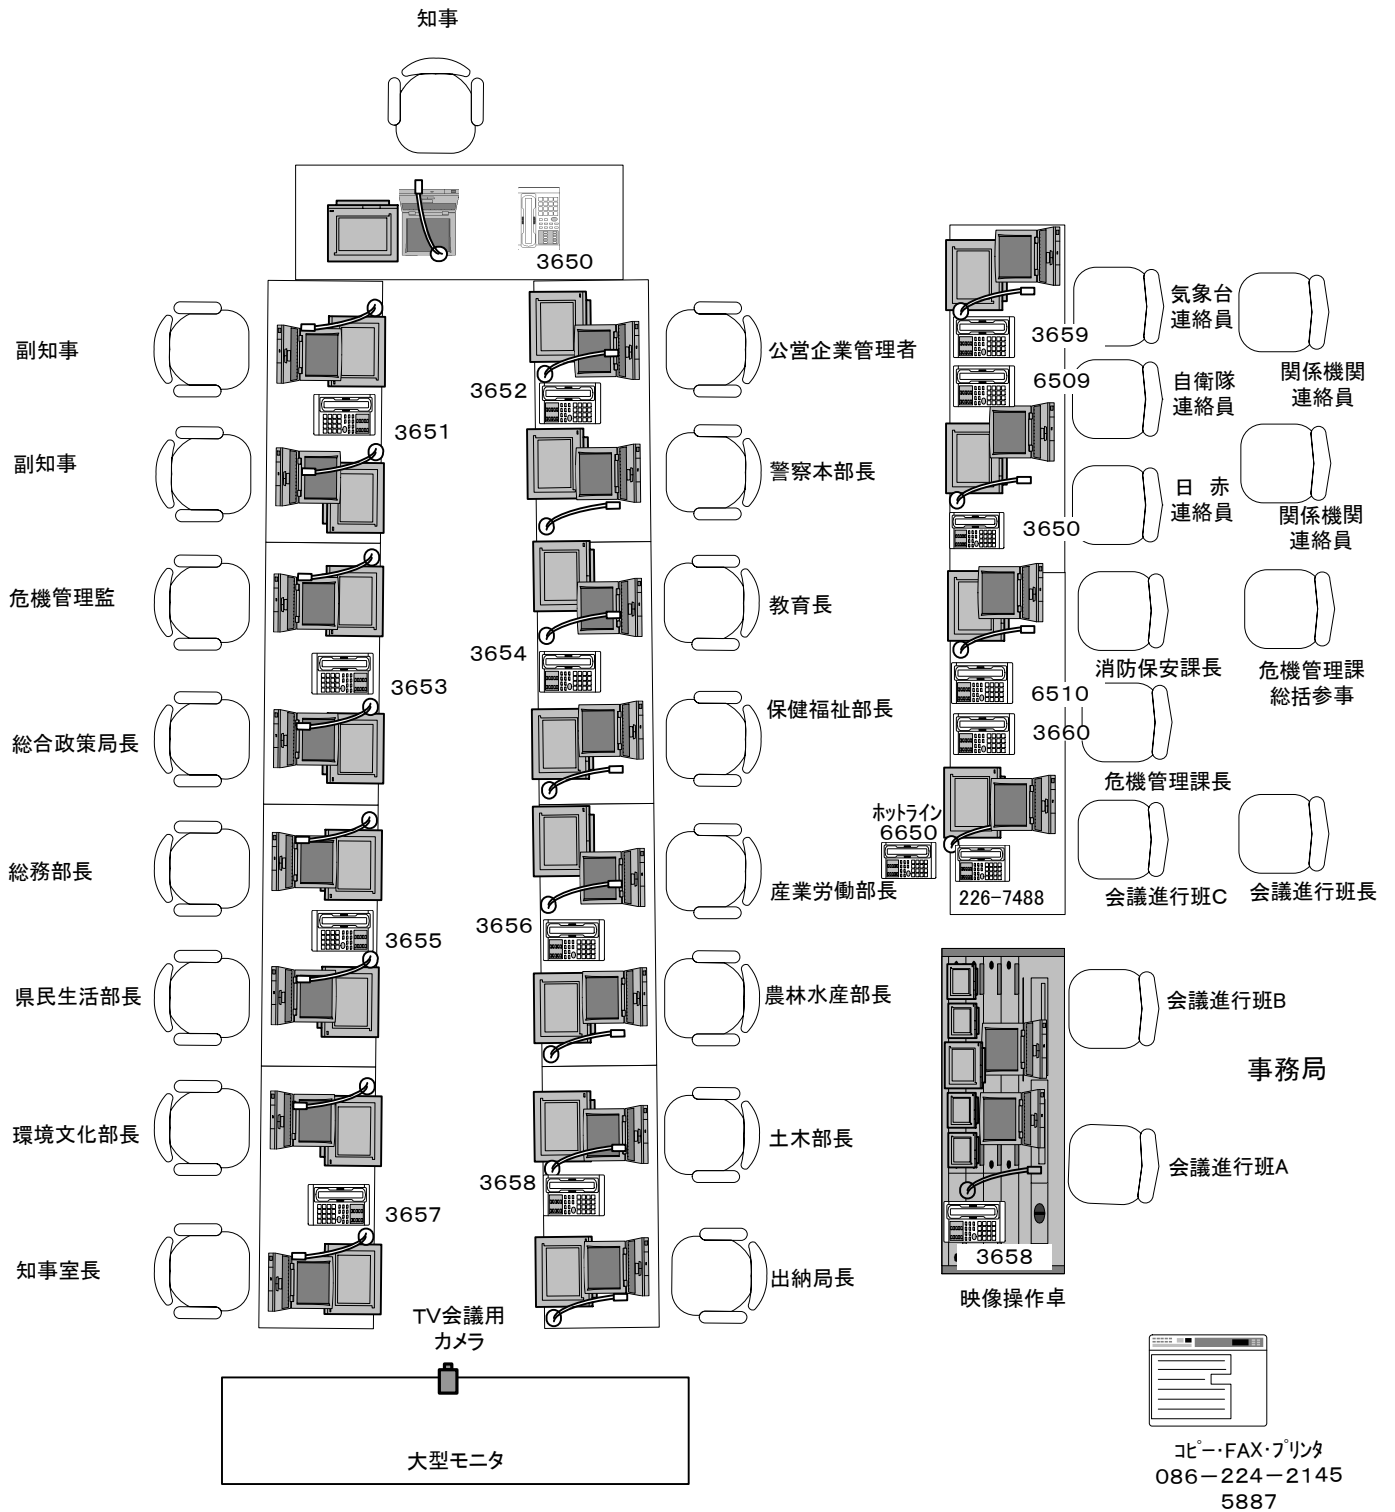 知事
3650
副知事
公営企業管理者
3652
3651
副知事
警察本部長
危機管理監
教育長
3654
3653
総合政策局長
保健福祉部長
総務部長
産業労働部長
3656
3655
県民生活部長
農林水産部長
環境文化部長
土木部長
3658
3657
知事室長
出納局長
TV会議用
カメラ
大型モニタ
3659
気象台
連絡員
関係機関
連絡員
6509
自衛隊
連絡員
日 赤
連絡員
関係機関
連絡員
3650
消防保安課長
危機管理課
総括参事
6510
3660
危機管理課長
ホットライン
6650
226-7488
会議進行班C
会議進行班長
会議進行班B
事務局
会議進行班A
3658
映像操作卓
コピー・FAX・プリンタ
086-224-2145
5887